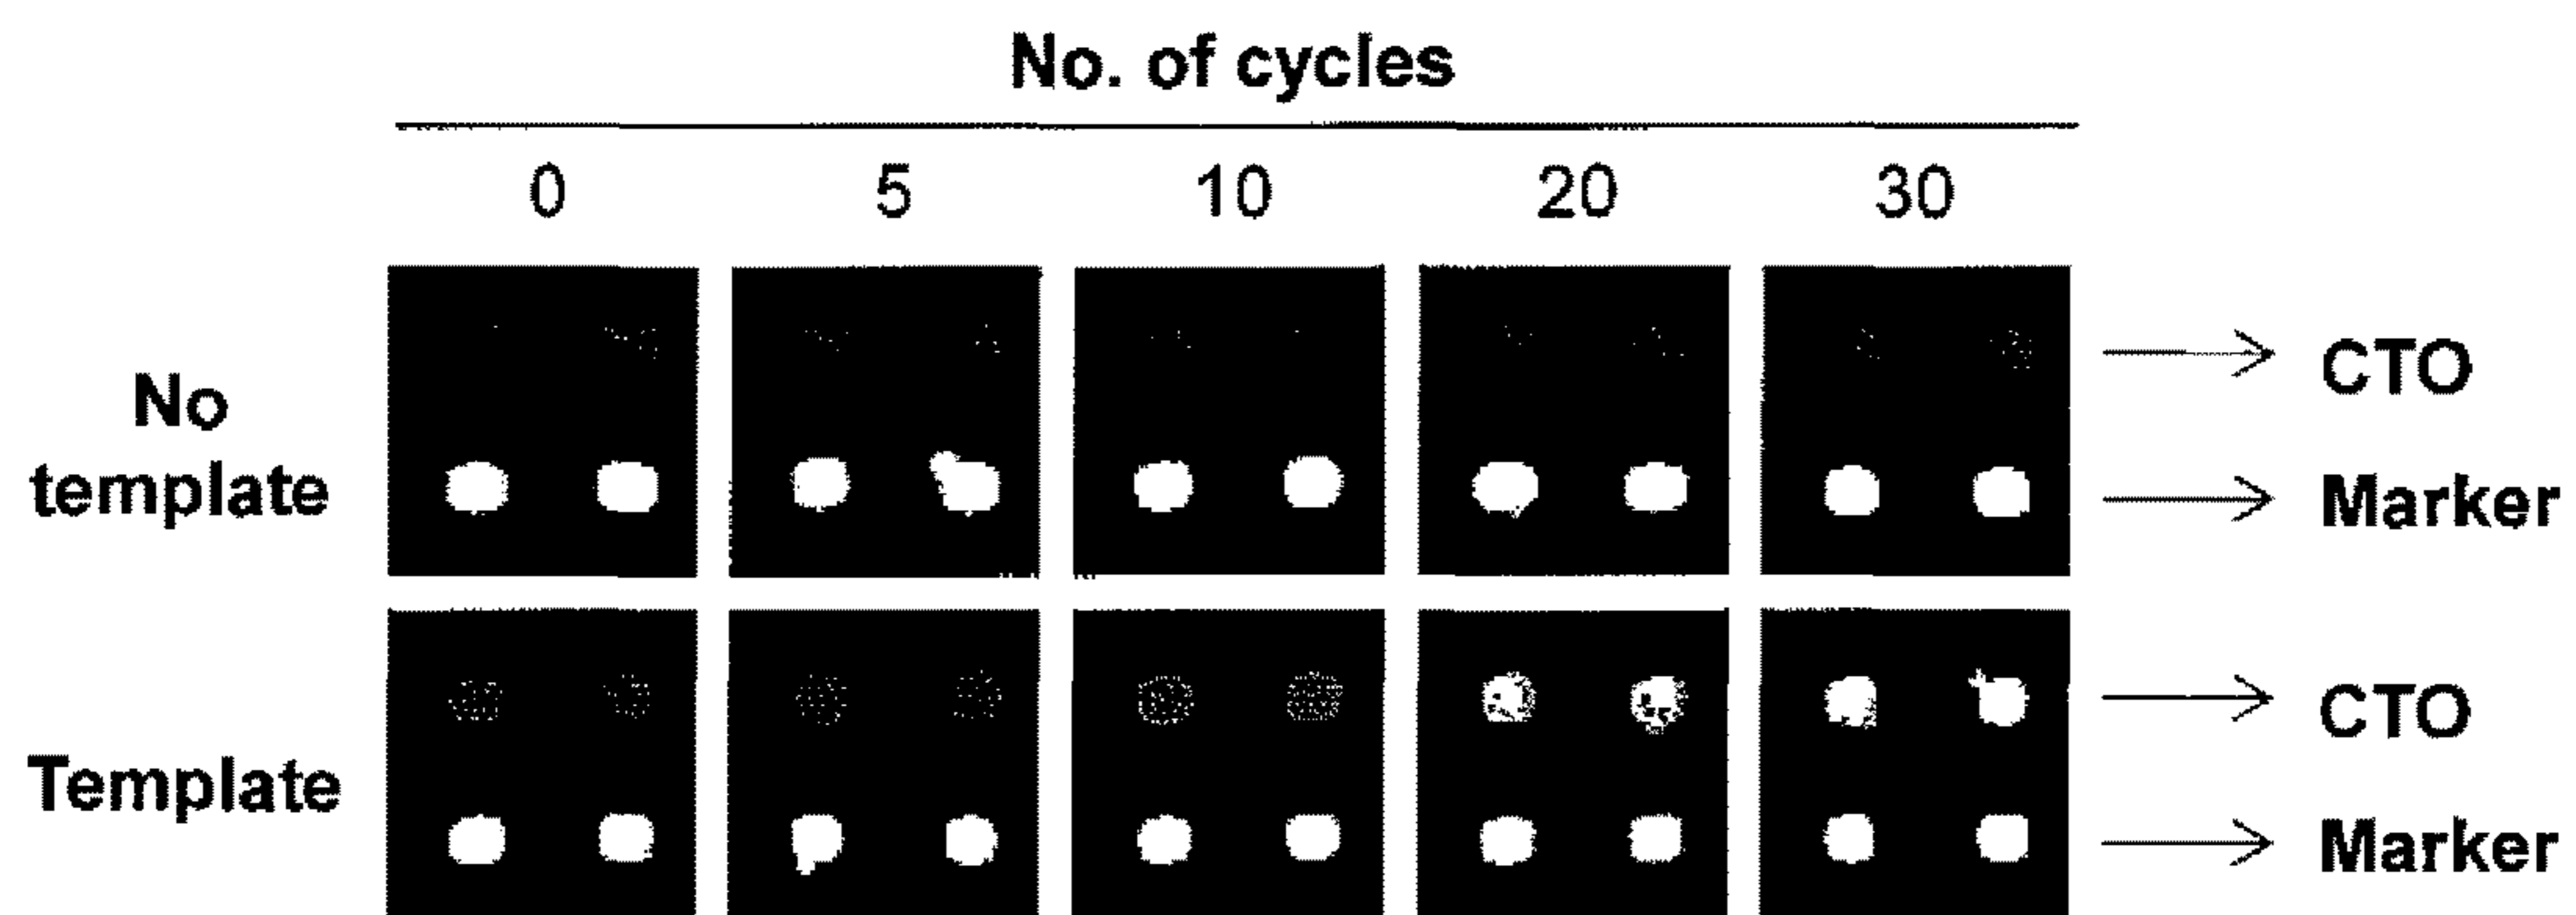 No. of cycles
0 5 10 20 30
No
template
CTO
Marker
Template
CTO
Marker